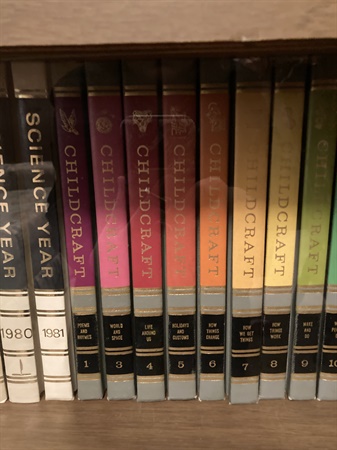 SCIENCE YEAR
1980
SCIENCE YEAR
1981
CHILDCRAFT
POEMS
AND
RHYMES
1
CHILDCRAFT
WORLD
AND
SPACE
3
CHILDCRAFT
LIFE
AROUND
US
4
CHILDCRAFT
HOLIDAYS
AND
CUSTOMS
5
CHILDCRAFT
HOW
THINGS
CHANGE
6
CHILDCRAFT
HOW
WE GET
THINGS
7
CHILDCRAFT
HOW
THINGS
WORK
8
CHILDCRAFT
MAKE
AND
DO
9
10